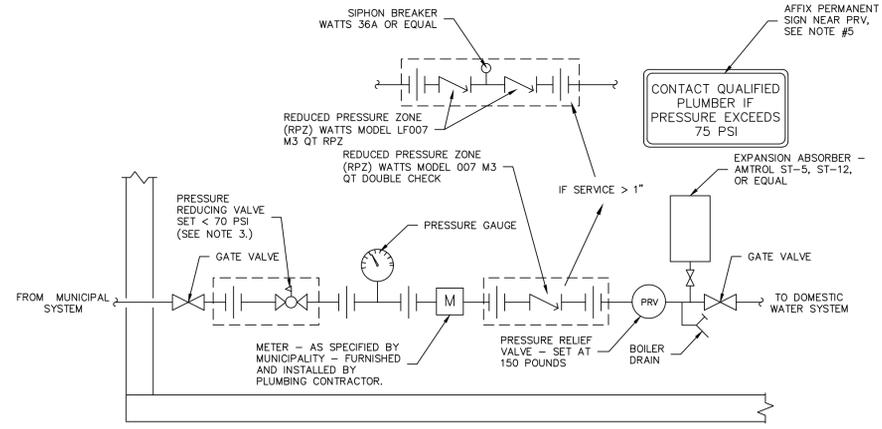 SIPHON BREAKER
WATTS 36A OR EQUAL
AFFIX PERMANENT
SIGN NEAR PRV,
SEE NOTE #5
CONTACT QUALIFIED
PLUMBER IF
PRESSURE EXCEEDS
75 PSI
REDUCED PRESSURE ZONE
(RPZ) WATTS MODEL LF007
M3 QT RPZ
REDUCED PRESSURE ZONE
(RPZ) WATTS MODEL 007 M3
QT DOUBLE CHECK
EXPANSION ABSORBER –
AMTROL ST-5, ST-12,
OR EQUAL
IF SERVICE > 1"
PRESSURE
REDUCING VALVE
SET < 70 PSI
(SEE NOTE 3.)
PRESSURE GAUGE
GATE VALVE
GATE VALVE
FROM MUNICIPAL
SYSTEM
M
PRV
TO DOMESTIC
WATER SYSTEM
METER – AS SPECIFIED BY
MUNICIPALITY – FURNISHED
AND INSTALLED BY
PLUMBING CONTRACTOR.
PRESSURE RELIEF
VALVE – SET AT
150 POUNDS
BOILER
DRAIN